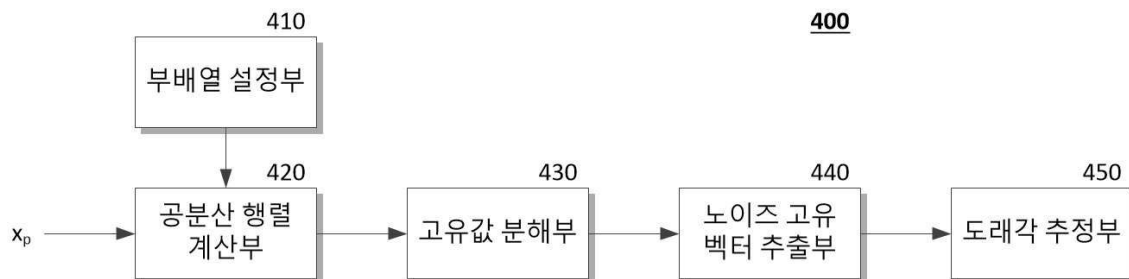 410
400
부배열 설정부
420
430
440
450
x_p
공분산 행렬
계산부
고유값 분해부
노이즈 고유
벡터 추출부
도래각 추정부